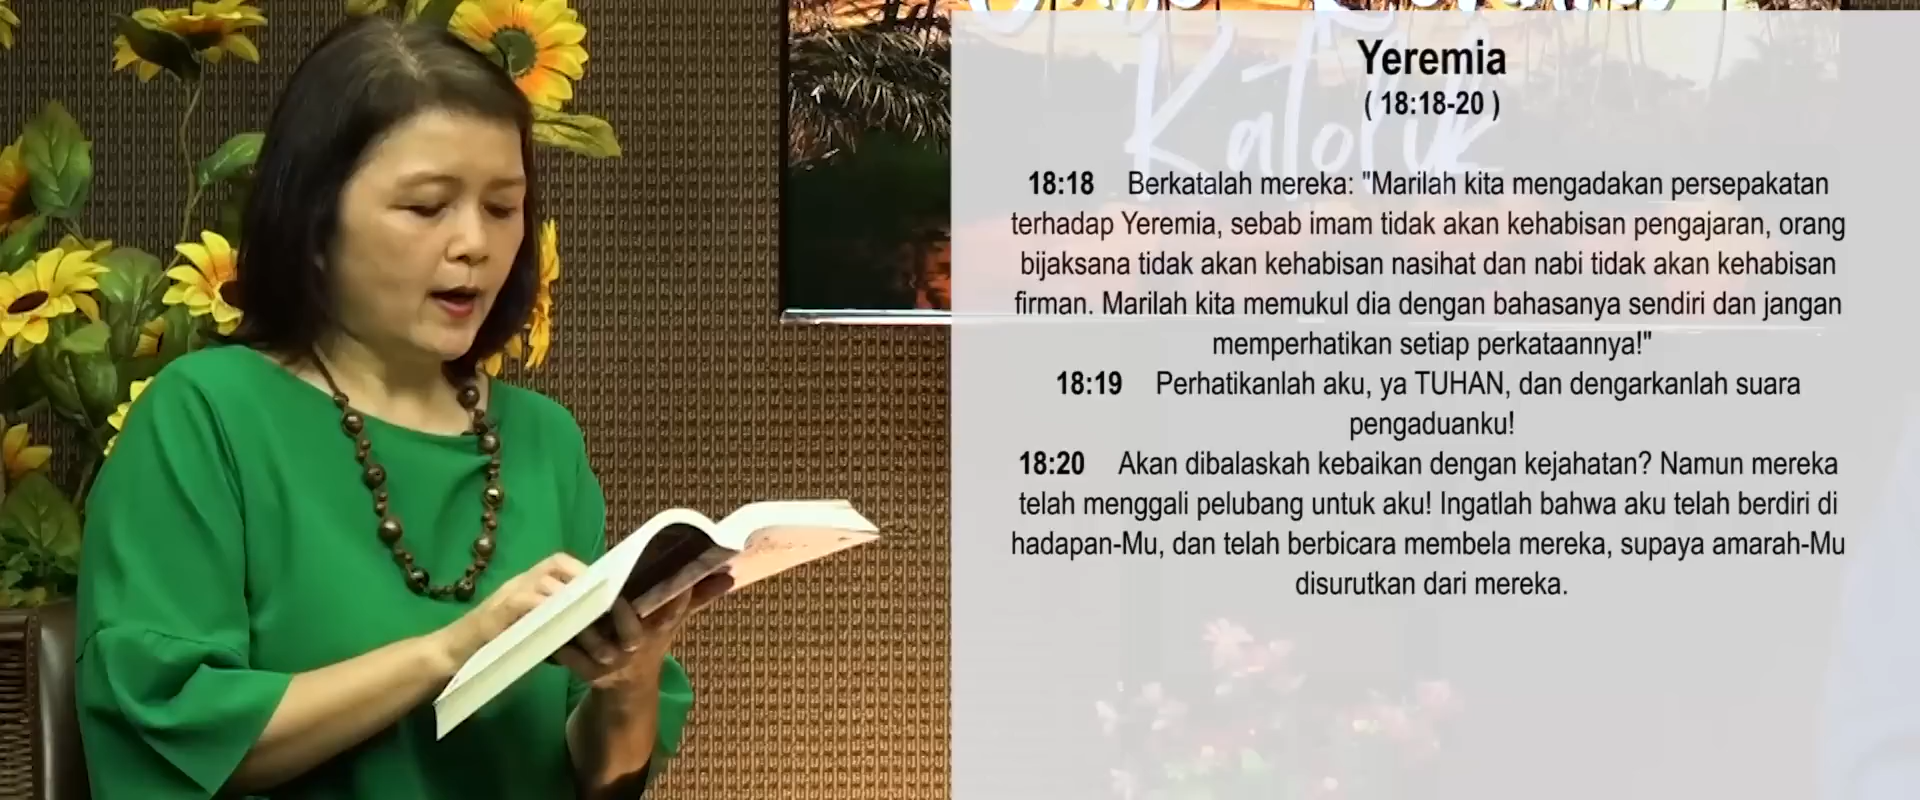 Katolik
Yeremia
( 18:18-20 )
18:18 Berkatalah mereka: "Marilah kita mengadakan persepakatan
terhadap Yeremia, sebab imam tidak akan kehabisan pengajaran, orang
bijaksana tidak akan kehabisan nasihat dan nabi tidak akan kehabisan
firman. Marilah kita memukul dia dengan bahasanya sendiri dan jangan
memperhatikan setiap perkataannya!"
18:19 Perhatikanlah aku, ya TUHAN, dan dengarkanlah suara
pengaduanku!
18:20 Akan dibalaskah kebaikan dengan kejahatan? Namun mereka
telah menggali pelubang untuk aku! Ingatlah bahwa aku telah berdiri di
hadapan-Mu, dan telah berbicara membela mereka, supaya amarah-Mu
disurutkan dari mereka.